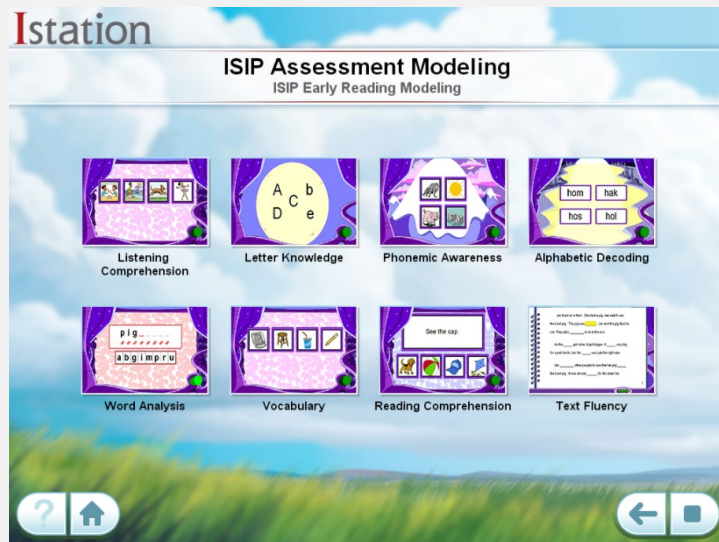 Istation
ISIP Assessment Modeling
ISIP Early Reading Modeling
A b
C
D e
hom hak
hos hol
Listening
Comprehension
Letter Knowledge
Phonemic Awareness
Alphabetic Decoding
pig
abgimpru
See the cap.
Word Analysis
Vocabulary
Reading Comprehension
Text Fluency
?